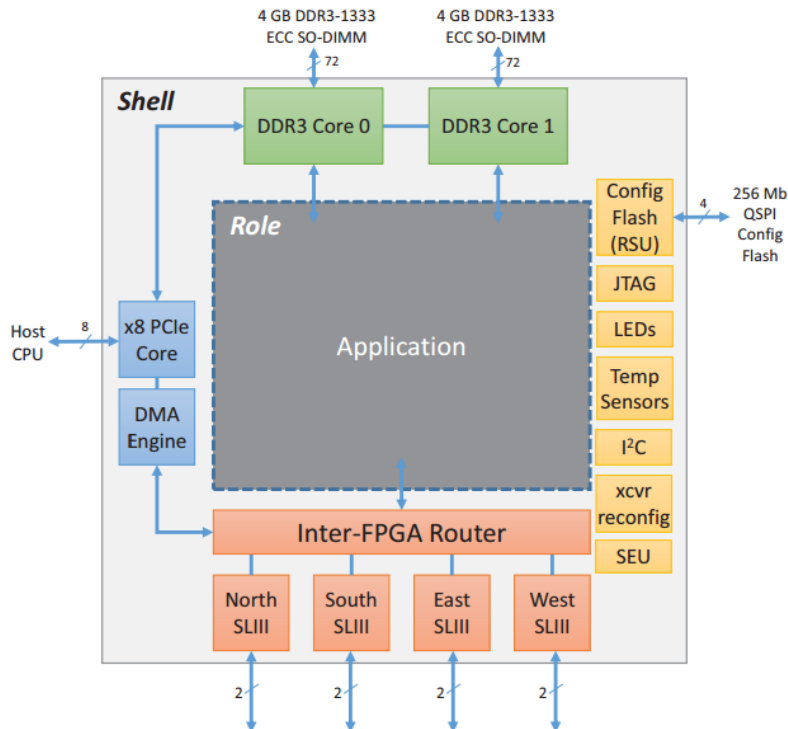 4 GB DDR3-1333
ECC SO-DIMM
4 GB DDR3-1333
ECC SO-DIMM
72
72
Shell
DDR3 Core 0
DDR3 Core 1
Config
Flash
(RSU)
4
256 Mb
QSPI
Config
Flash
Role
JTAG
LEDs
Host
CPU
8
x8 PCIe
Core
Application
Temp
Sensors
DMA
Engine
I²C
xcvr
reconfig
Inter-FPGA Router
SEU
North
SLIII
South
SLIII
East
SLIII
West
SLIII
2
2
2
2